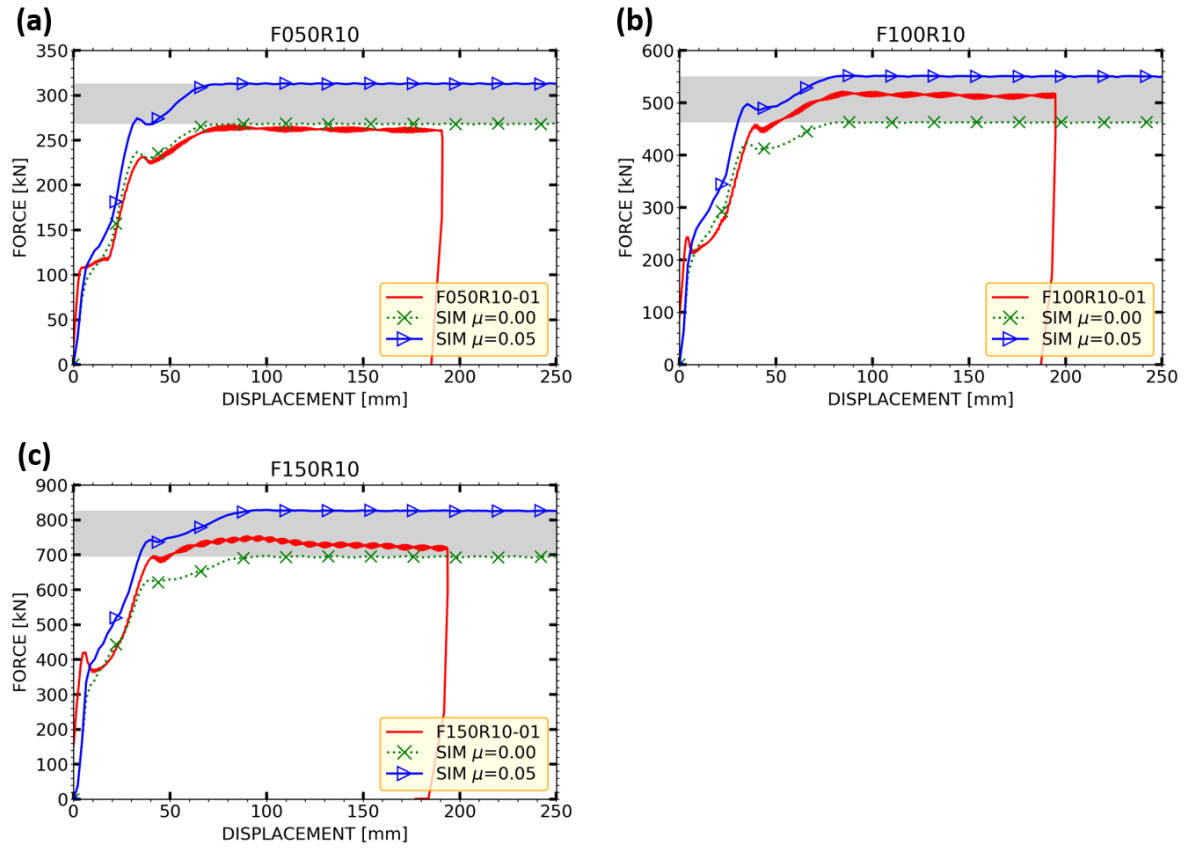 (a)
F050R10
350
300
250
200
150
100
50
0
FORCE [kN]
0 50 100 150 200 250
DISPLACEMENT [mm]
F050R10-01
SIM μ=0.00
SIM μ=0.05
(b)
F100R10
600
500
400
300
200
100
0
FORCE [kN]
0 50 100 150 200 250
DISPLACEMENT [mm]
F100R10-01
SIM μ=0.00
SIM μ=0.05
(c)
F150R10
900
800
700
600
500
400
300
200
100
0
FORCE [kN]
0 50 100 150 200 250
DISPLACEMENT [mm]
F150R10-01
SIM μ=0.00
SIM μ=0.05